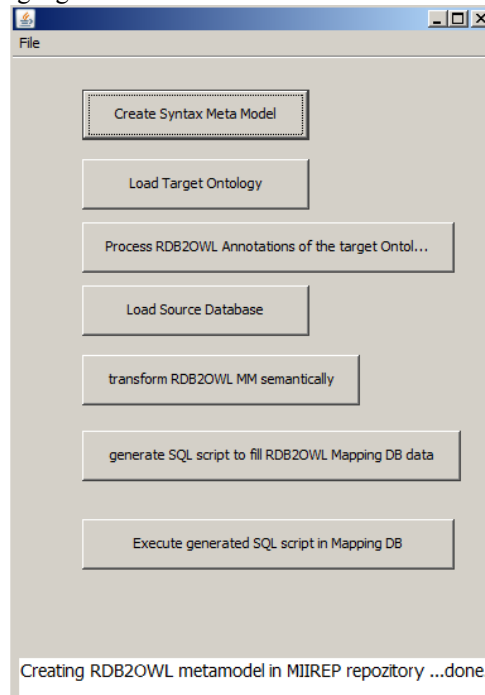 File
Create Syntax Meta Model
Load Target Ontology
Process RDB2OWL Annotations of the target Ontol...
Load Source Database
transform RDB2OWL MM semantically
generate SQL script to fill RDB2OWL Mapping DB data
Execute generated SQL script in Mapping DB
Creating RDB2OWL metamodel in MIIREP repozitory ...done